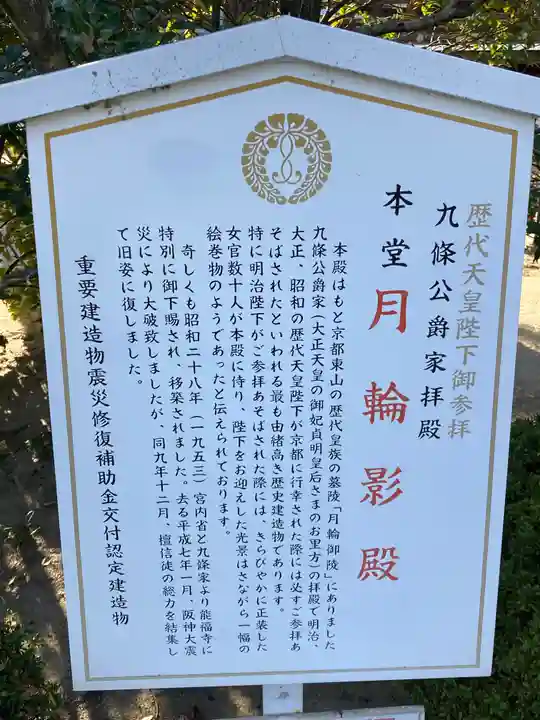 歴代天皇陛下御参拝
九條公爵家拝殿
本堂月輪影殿
本殿はもと京都東山の歴代皇族の墓陵「月輪御陵」にありました
九條公爵家（大正天皇の御妃貞明皇后さまのお里方）の拝殿で明治、
大正、昭和の歴代天皇陛下が京都に行幸された際には必ずご参拝あ
そばされたといわれる最も由緒高き歴史建造物であります。
特に明治陛下がご参拝あそばされた際には、きらびやかに正装した
女官数十人が本殿に侍り、陛下をお迎えした光景はさながら一幅の
絵巻物のようであったと伝えられております。
奇しくも昭和二十八年（一九五三）宮内省と九條家より能福寺に
特別に御下賜され、移築されました。去る平成七年一月、阪神大震
災により大破致しましたが、同九年十二月、檀信徒の総力を結集し
て旧姿に復しました。
重要建造物震災修復補助金交付認定建造物